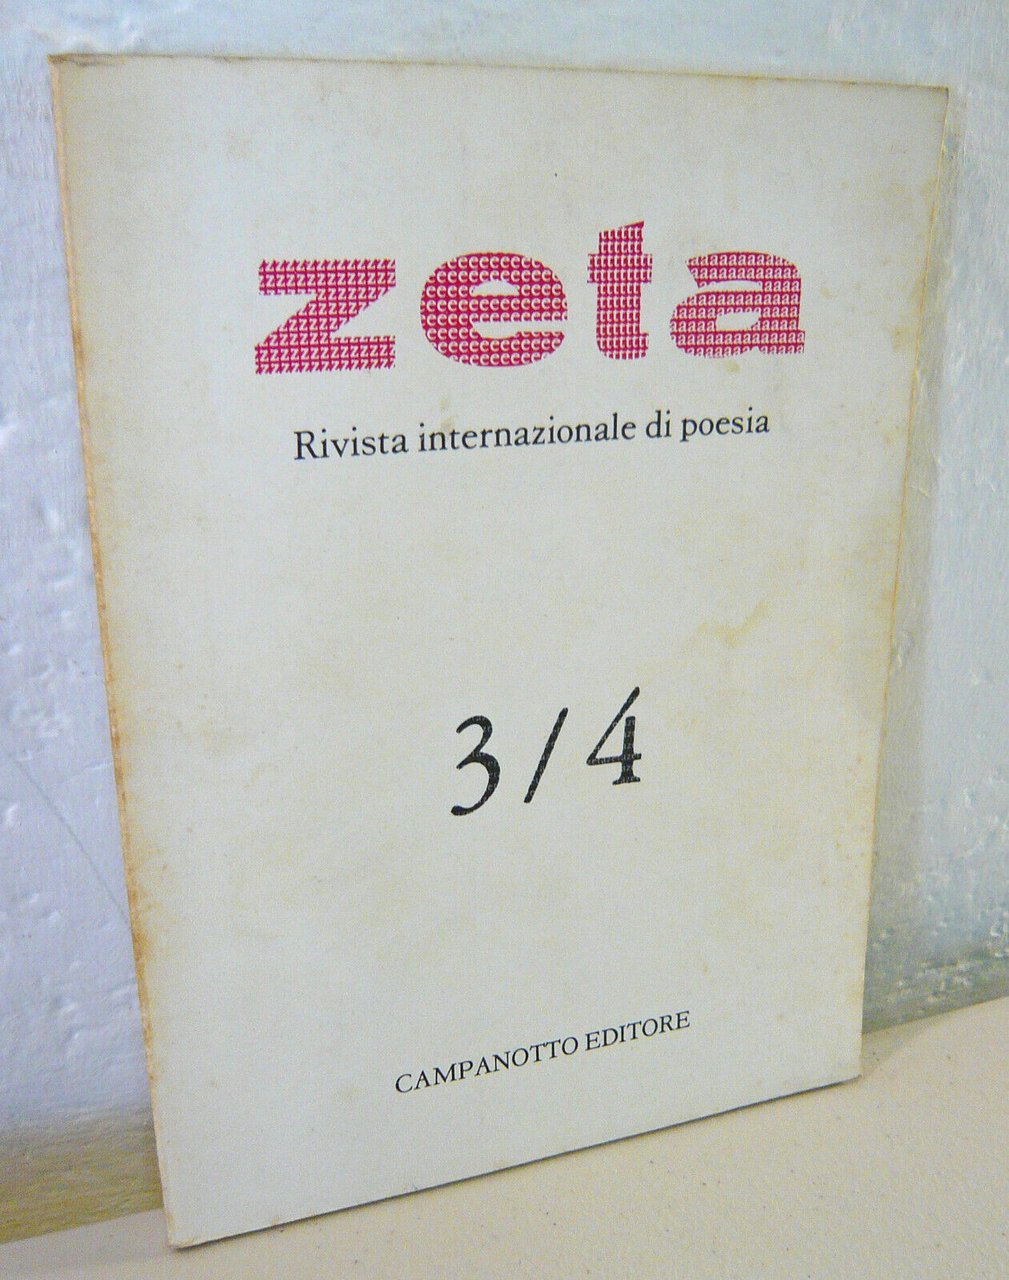 zeta
Rivista internazionale di poesia
3/4
CAMPANOTTO EDITORE